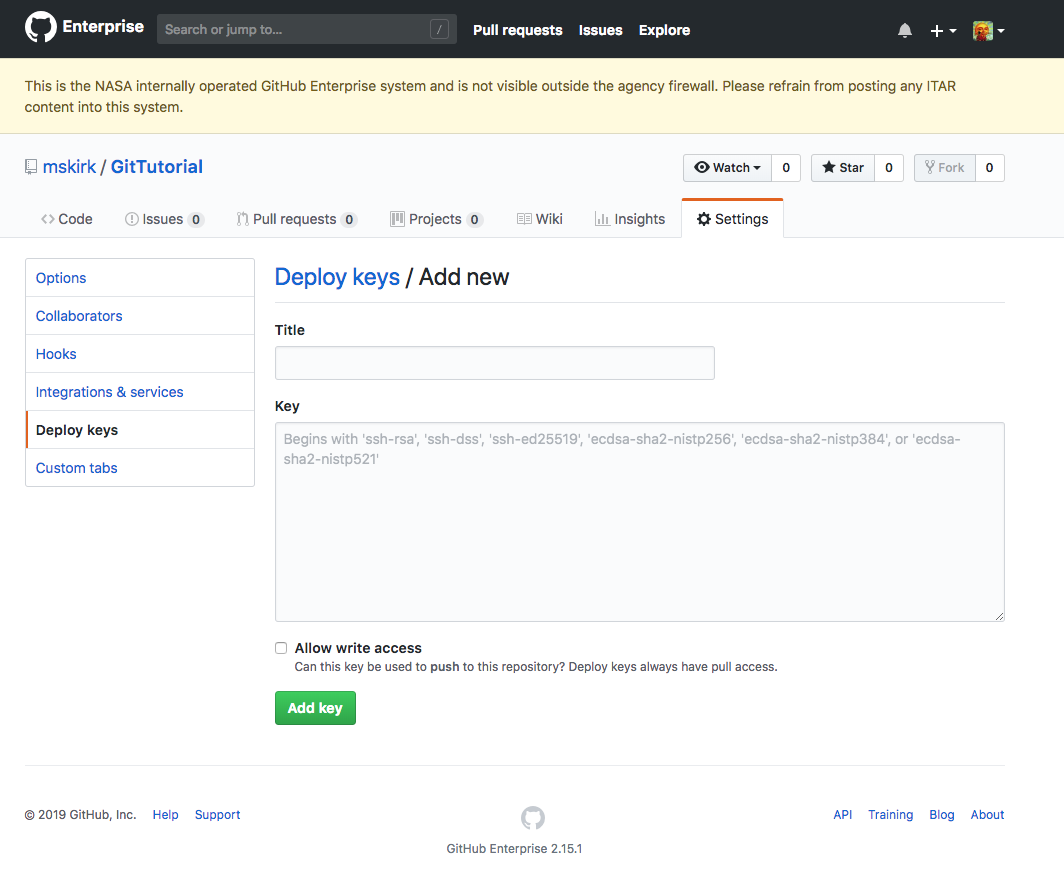 Enterprise Search or jump to... / Pull requests Issues Explore
This is the NASA internally operated GitHub Enterprise system and is not visible outside the agency firewall. Please refrain from posting any ITAR
content into this system.
mskirk / GitTutorial Watch 0 Star 0 Fork 0
Code Issues 0 Pull requests 0 Projects 0 Wiki Insights Settings
Options
Collaborators
Hooks
Integrations & services
Deploy keys
Custom tabs
Deploy keys / Add new
Title
Key
Begins with 'ssh-rsa', 'ssh-dss', 'ssh-ed25519', 'ecdsa-sha2-nistp256', 'ecdsa-sha2-nistp384', or 'ecdsa-
sha2-nistp521'
Allow write access
Can this key be used to push to this repository? Deploy keys always have pull access.
Add key
© 2019 GitHub, Inc. Help Support API Training Blog About
GitHub Enterprise 2.15.1